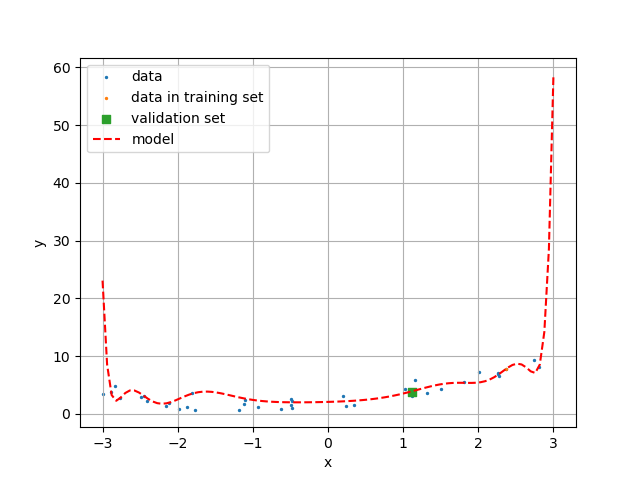 data
data in training set
validation set
model
60
50
40
30
20
10
0
y
−3
−2
−1
0
1
2
3
x